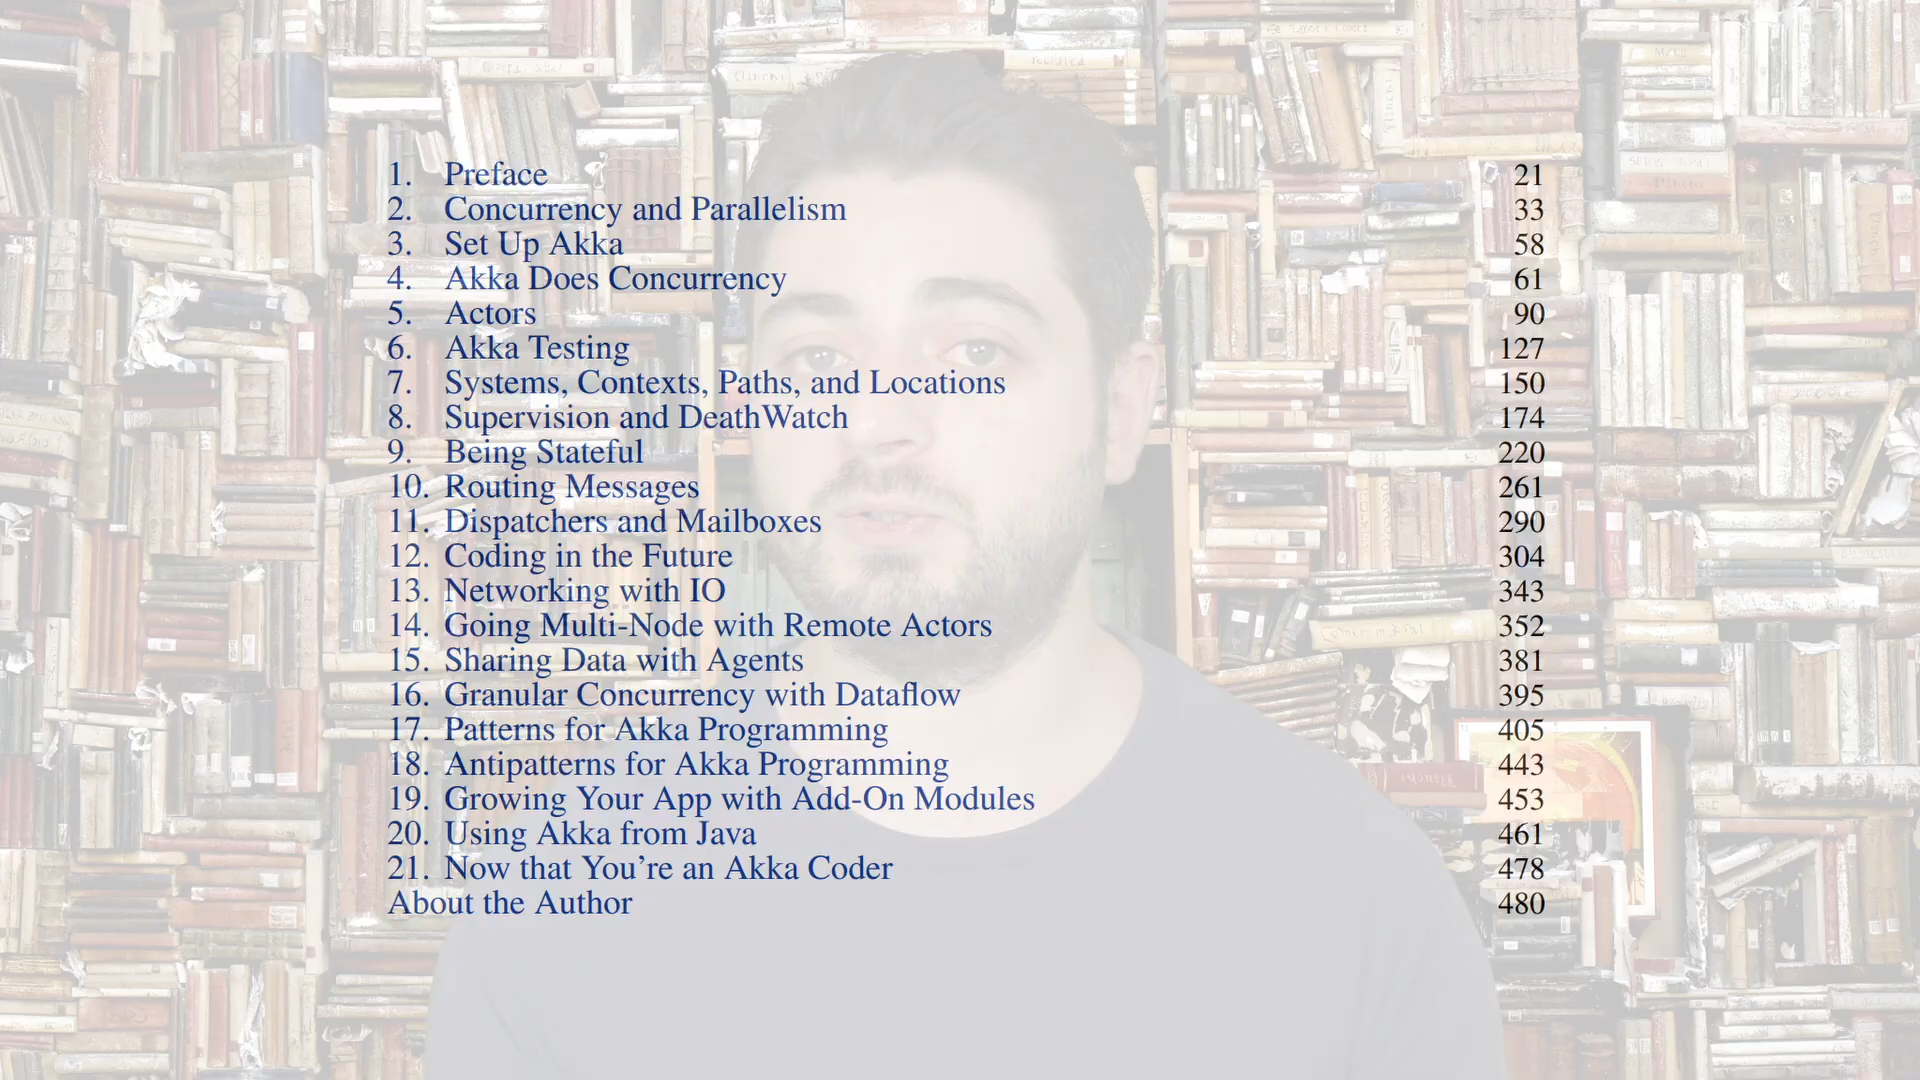 1. Preface 21
2. Concurrency and Parallelism 33
3. Set Up Akka 58
4. Akka Does Concurrency 61
5. Actors 90
6. Akka Testing 127
7. Systems, Contexts, Paths, and Locations 150
8. Supervision and DeathWatch 174
9. Being Stateful 220
10. Routing Messages 261
11. Dispatchers and Mailboxes 290
12. Coding in the Future 304
13. Networking with IO 343
14. Going Multi-Node with Remote Actors 352
15. Sharing Data with Agents 381
16. Granular Concurrency with Dataflow 395
17. Patterns for Akka Programming 405
18. Antipatterns for Akka Programming 443
19. Growing Your App with Add-On Modules 453
20. Using Akka from Java 461
21. Now that You’re an Akka Coder 478
About the Author 480